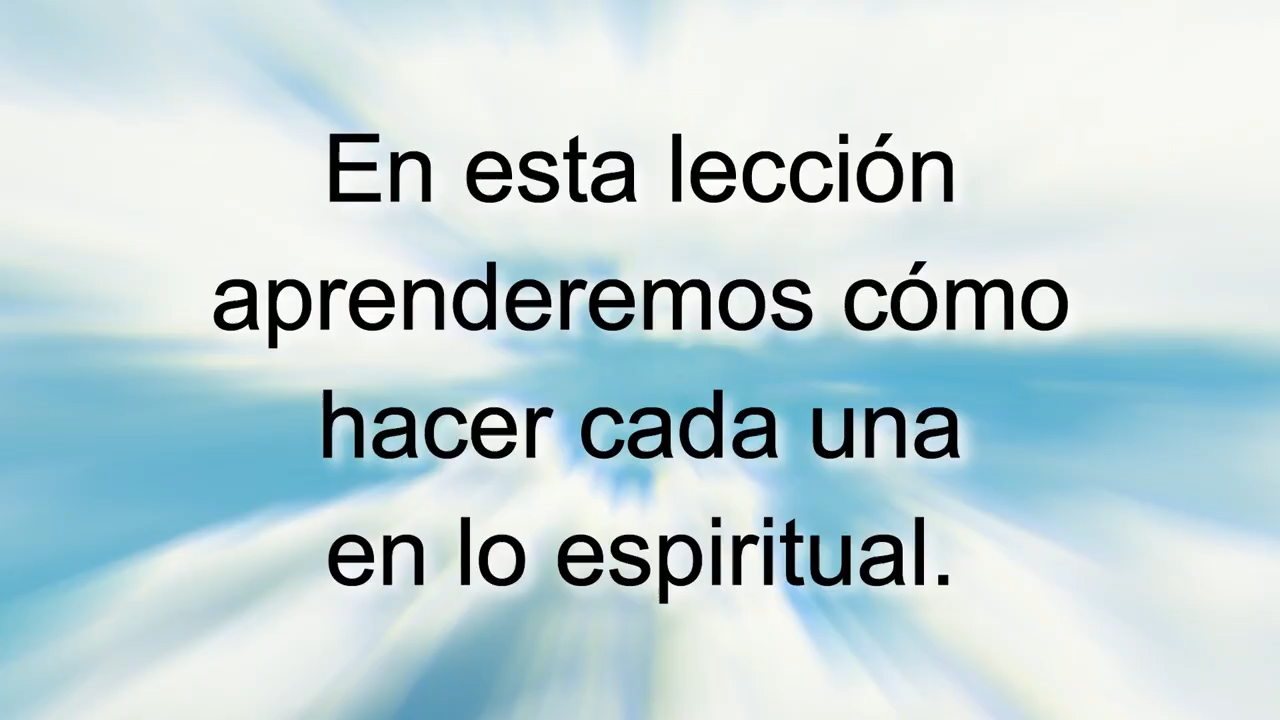 En esta lección
aprenderemos cómo
hacer cada una
en lo espiritual.